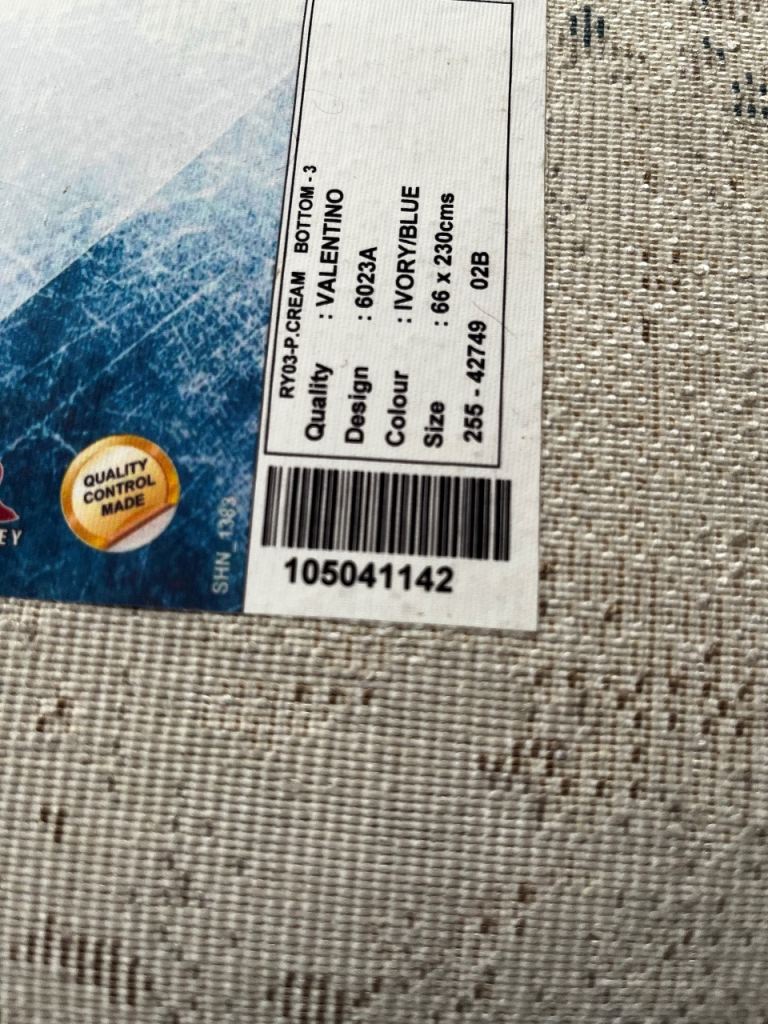 RY03-P.CREAM BOTTOM - 3
Quality : VALENTINO
Design : 6023A
Colour : IVORY/BLUE
Size : 66 x 230cms
255 - 42749 02B
105041142
QUALITY
CONTROL
MADE
SHN_1383
EY